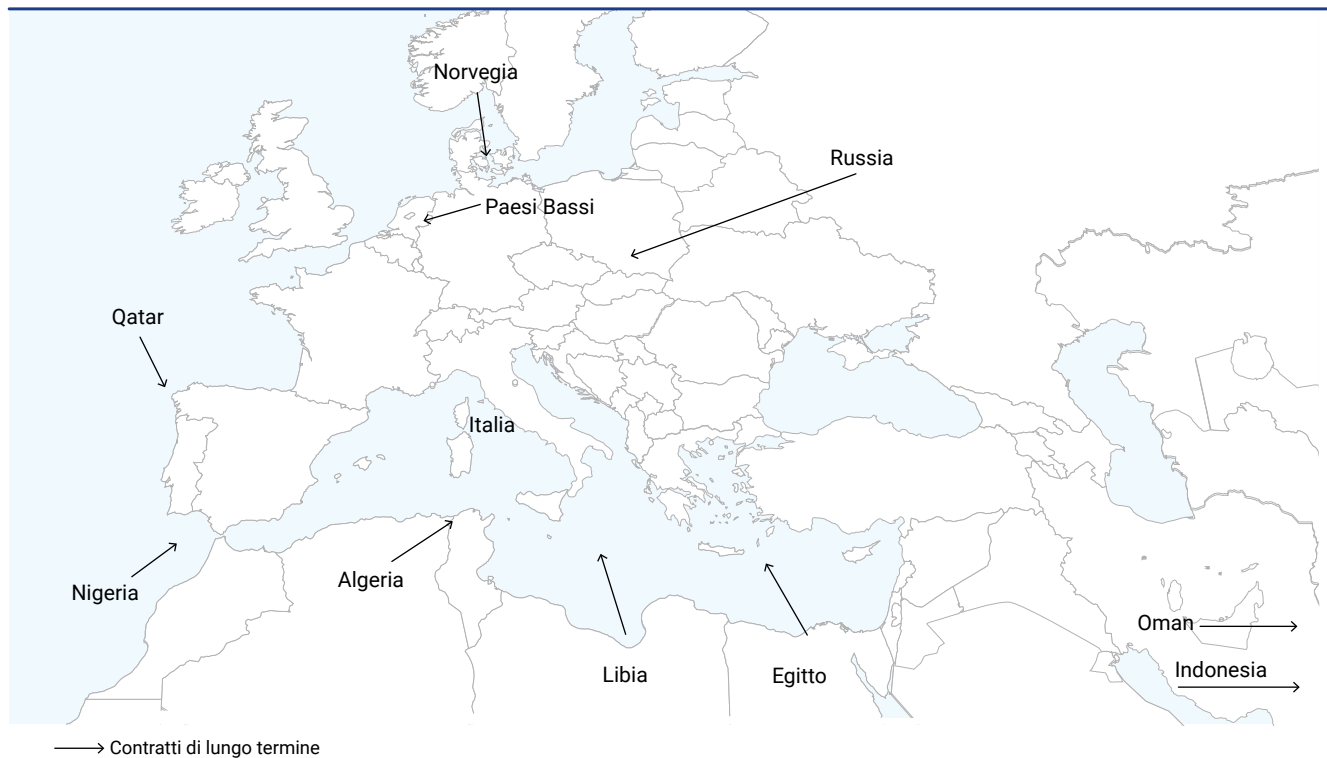 Norvegia
Russia
Paesi Bassi
Qatar
Italia
Algeria
Nigeria
Oman
Indonesia
Libia
Egitto
Contratti di lungo termine